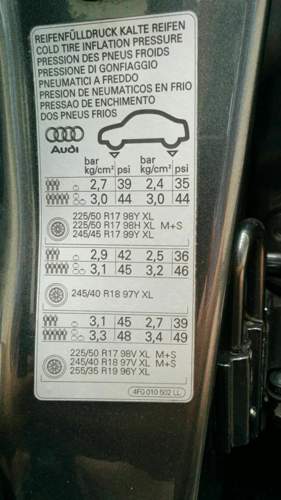 REIFENFÜLLDRUCK KALTE REIFEN
COLD TIRE INFLATION PRESSURE
PRESSION DES PNEUS FROIDS
PRESSIONE DI GONFIAGGIO
PNEUMATICI A FREDDO
PRESION DE NEUMATICOS EN FRIO
PRESSAO DE ENCHIMENTO
DOS PNEUS FRIOS
Audi
bar kg/cm² psi bar kg/cm² psi
2,7 39 2,4 35
3,0 44 3,0 44
225/50 R17 98Y XL
225/50 R17 98H XL M+S
245/45 R17 99Y XL
2,9 42 2,5 36
3,1 45 3,2 46
245/40 R18 97Y XL
3,1 45 2,7 39
3,3 48 3,4 49
225/50 R17 98V XL M+S
245/40 R18 97V XL M+S
255/35 R19 96Y XL
4F0 010 502 LL